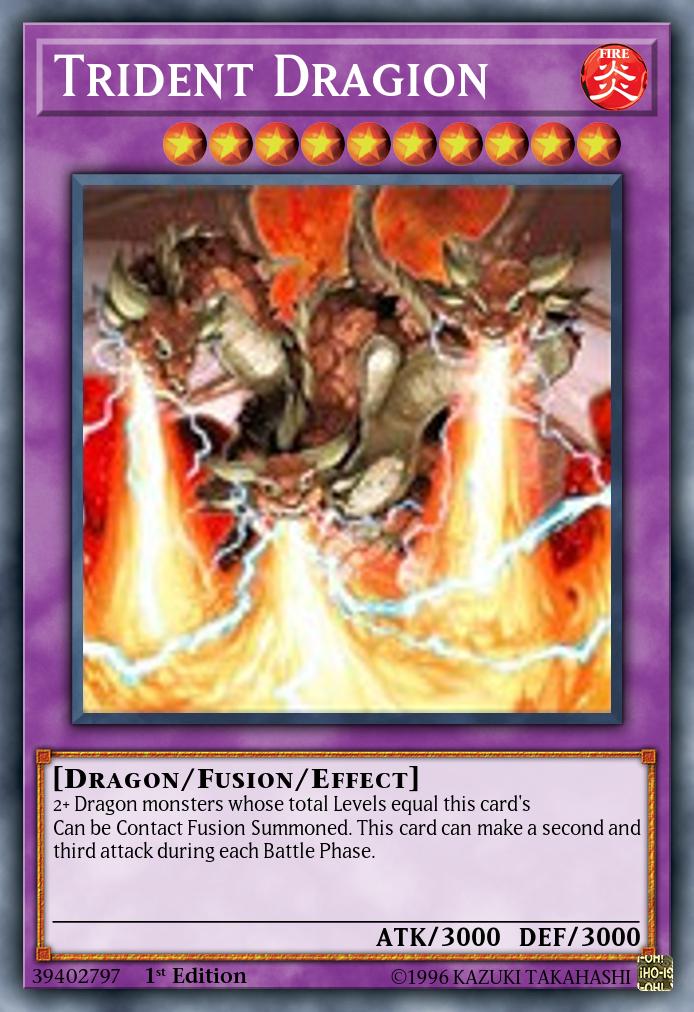 TRIDENT DRAGION
FIRE
炎
[DRAGON/FUSION/EFFECT]
2+ Dragon monsters whose total Levels equal this card's
Can be Contact Fusion Summoned. This card can make a second and
third attack during each Battle Phase.
ATK/3000 DEF/3000
39402797 1st Edition ©1996 KAZUKI TAKAHASHI